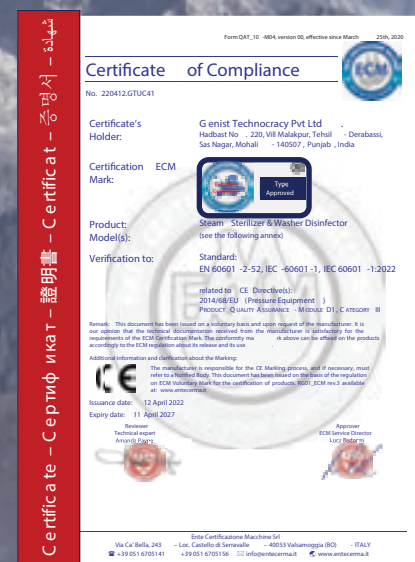 Form QAT_10 -M04, version 00, effective since March 25th, 2020
Certificate of Compliance
ECM
No. 220412.GTUC41
Certificate's Holder:
Genist Technocracy Pvt Ltd .
Hadbast No . 220, Vill Malakpur, Tehsil - Derabassi,
Sas Nagar, Mohali - 140507 , Punjab , India
Certification ECM
Mark:
Type
Approved
Product:
Steam Sterilizer & Washer Disinfector
Model(s):
(see the following annex)
Verification to:
Standard:
EN 60601 -2-52, IEC -60601 -1, IEC 60601 -1:2022
related to CE Directive(s):
2014/68/EU (Pressure Equipment )
PRODUCT QUALITY ASSURANCE - MODULE D1, CATEGORY III
Remark: This document has been issued on a voluntary basis and upon request of the manufacturer. It is
our opinion that the technical documentation received from the manufacturer is satisfactory for the
requirements of the ECM Certification Mark. The conformity ma rk above can be affixed on the products
accordingly to the ECM regulation about its release and its use .
Additional information and clarification about the Marking:
CE
The manufacturer is responsible for the CE Marking process, and if necessary, must
refer to a Notified Body. This document has been issued on the basis of the regulation
on ECM Voluntary Mark for the certification of products. RG01_ECM rev.3 available
at: www.entecerma.it
Issuance date: 12 April 2022
Expiry date: 11 April 2027
Reviewer
Technical expert
Amanda Payne
Approver
ECM Service Director
Luca Bedonni
Ente Certificazione Macchine Srl
Via Ca' Bella, 243 – Loc. Castello di Serravalle – 40053 Valsamoggia (BO) - ITALY
+39 051 6705141 +39 051 6705156 info@entecerma.it www.entecerma.it
Certificate – Сертификат – 證明書 – Certificat – 증명서 – شهادة